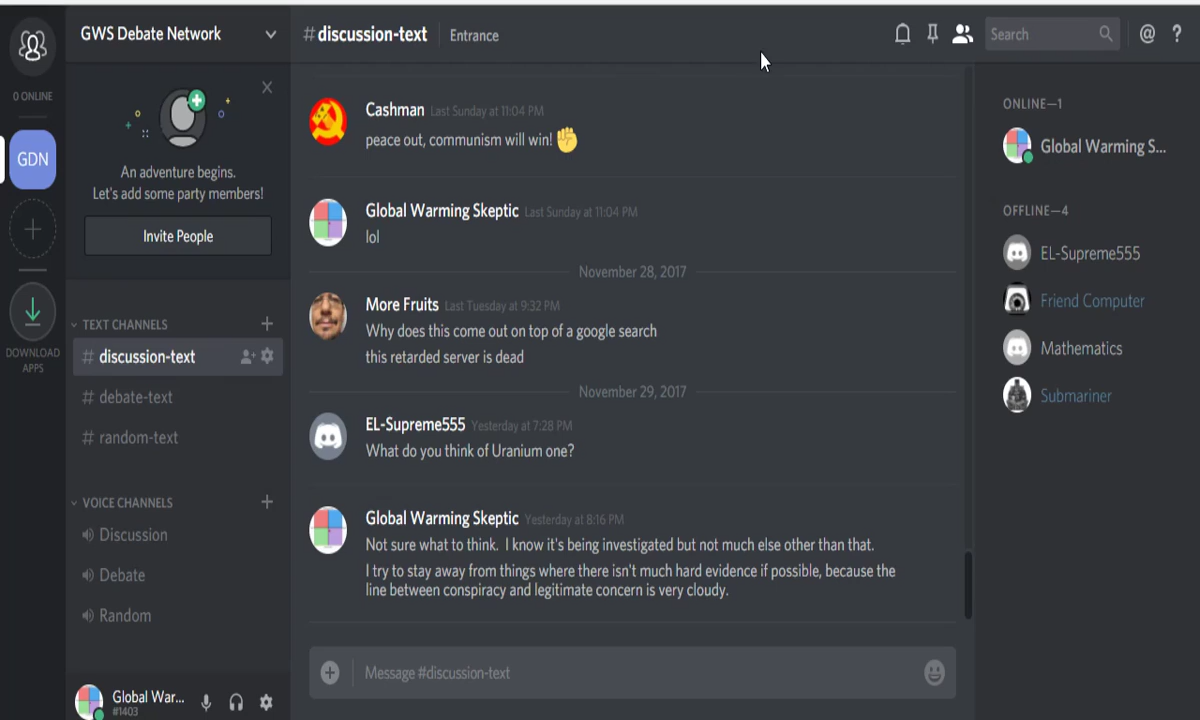 GWS Debate Network
#discussion-text
Entrance
Search
@
?
0 ONLINE
GDN
DOWNLOAD
APPS
An adventure begins.
Let's add some party members!
Invite People
TEXT CHANNELS
# discussion-text
# debate-text
# random-text
VOICE CHANNELS
Discussion
Debate
Random
Global War...
#1403
Cashman Last Sunday at 11:04 PM
peace out, communism will win! ✊
Global Warming Skeptic Last Sunday at 11:04 PM
lol
November 28, 2017
More Fruits Last Tuesday at 9:32 PM
Why does this come out on top of a google search
this retarded server is dead
November 29, 2017
EL-Supreme555 Yesterday at 7:28 PM
What do you think of Uranium one?
Global Warming Skeptic Yesterday at 8:16 PM
Not sure what to think.  I know it's being investigated but not much else other than that.
I try to stay away from things where there isn't much hard evidence if possible, because the
line between conspiracy and legitimate concern is very cloudy.
Message #discussion-text
ONLINE—1
Global Warming S...
OFFLINE—4
EL-Supreme555
Friend Computer
Mathematics
Submariner